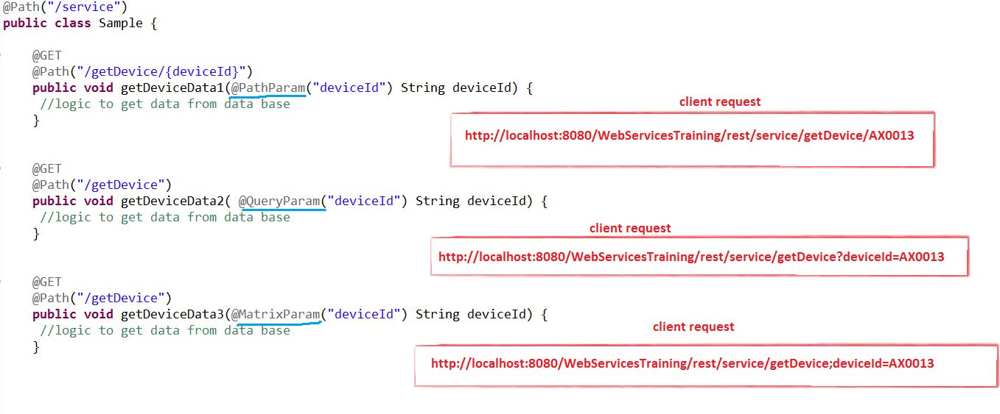 @Path("/service")
public class Sample {
@GET
@Path("/getDevice/{deviceId}")
public void getDeviceData1(@PathParam("deviceId") String deviceId) {
//logic to get data from data base
}
client request
http://localhost:8080/WebServicesTraining/rest/service/getDevice/AX0013
@GET
@Path("/getDevice")
public void getDeviceData2( @QueryParam("deviceId") String deviceId) {
//logic to get data from data base
}
client request
http://localhost:8080/WebServicesTraining/rest/service/getDevice?deviceId=AX0013
@GET
@Path("/getDevice")
public void getDeviceData3(@MatrixParam("deviceId") String deviceId) {
//logic to get data from data base
}
client request
http://localhost:8080/WebServicesTraining/rest/service/getDevice;deviceId=AX0013